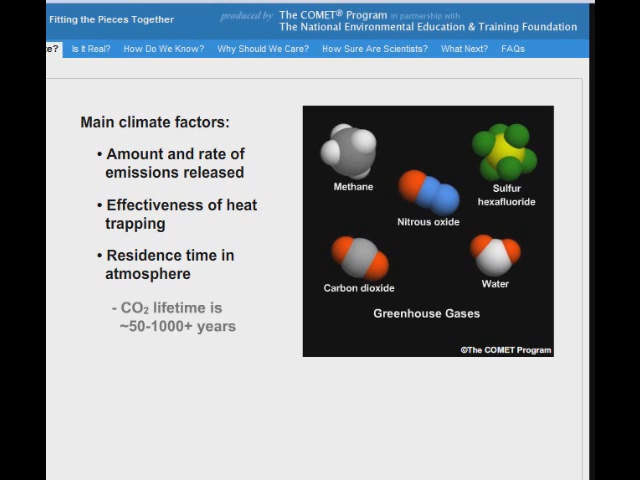 Fitting the Pieces Together
produced by The COMET® Program in partnership with
The National Environmental Education & Training Foundation
e? Is it Real? How Do We Know? Why Should We Care? How Sure Are Scientists? What Next? FAQs
Main climate factors:
• Amount and rate of
emissions released
• Effectiveness of heat
trapping
• Residence time in
atmosphere
- CO₂ lifetime is
~50-1000+ years
Methane
Sulfur
hexafluoride
Nitrous oxide
Carbon dioxide
Water
Greenhouse Gases
©The COMET Program